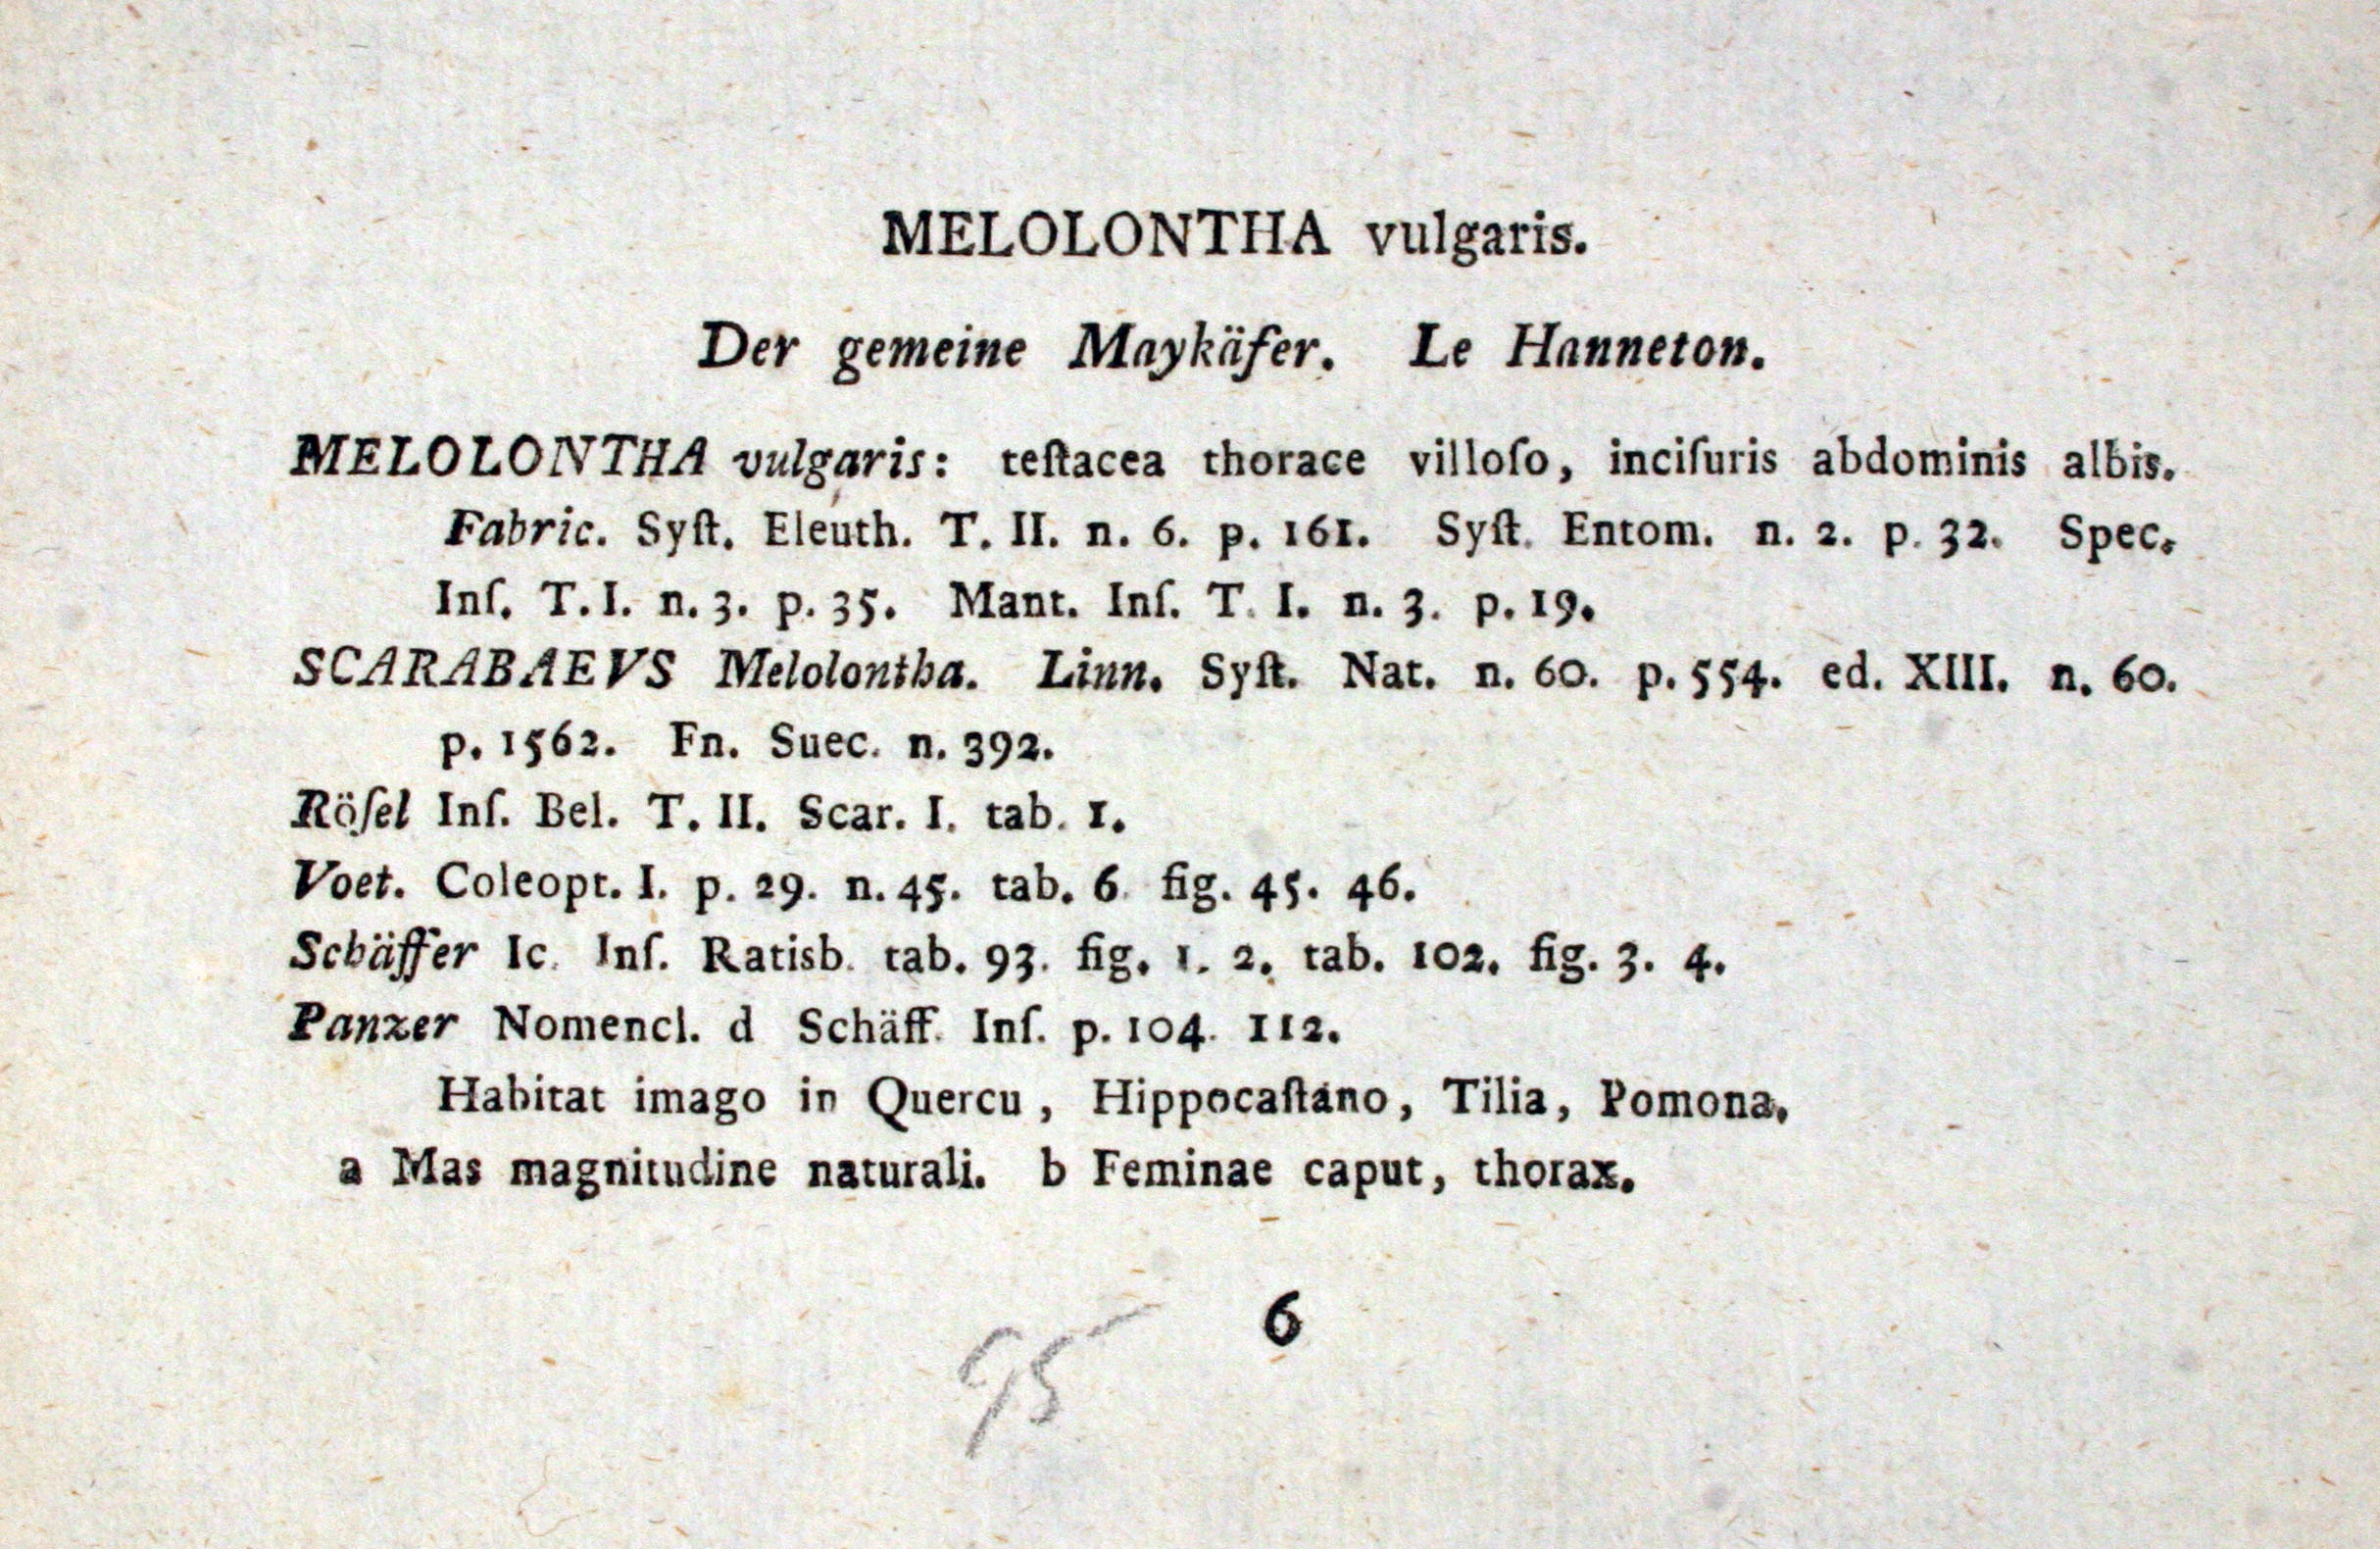 MELOLONTHA vulgaris.
Der gemeine Maykäfer. Le Hanneton.
MELOLONTHA vulgaris: teſtacea thorace villoſo, inciſuris abdominis albis.
Fabric. Syſt. Eleuth. T. II. n. 6. p. 161. Syſt. Entom. n. 2. p. 32. Spec.
Inſ. T. I. n. 3. p. 35. Mant. Inſ. T. I. n. 3. p. 19.
SCARABAEVS Melolontha. Linn. Syſt. Nat. n. 60. p. 554. ed. XIII. n. 60.
p. 1562. Fn. Suec. n. 392.
Röſel Inſ. Bel. T. II. Scar. I. tab. 1.
Voet. Coleopt. I. p. 29. n. 45. tab. 6. fig. 45. 46.
Schäffer Ic. Inſ. Ratisb. tab. 93. fig. 1. 2. tab. 102. fig. 3. 4.
Panzer Nomencl. d Schäff. Inſ. p. 104. 112.
Habitat imago in Quercu, Hippocaſtano, Tilia, Pomona.
a Mas magnitudine naturali. b Feminae caput, thorax.
6
95